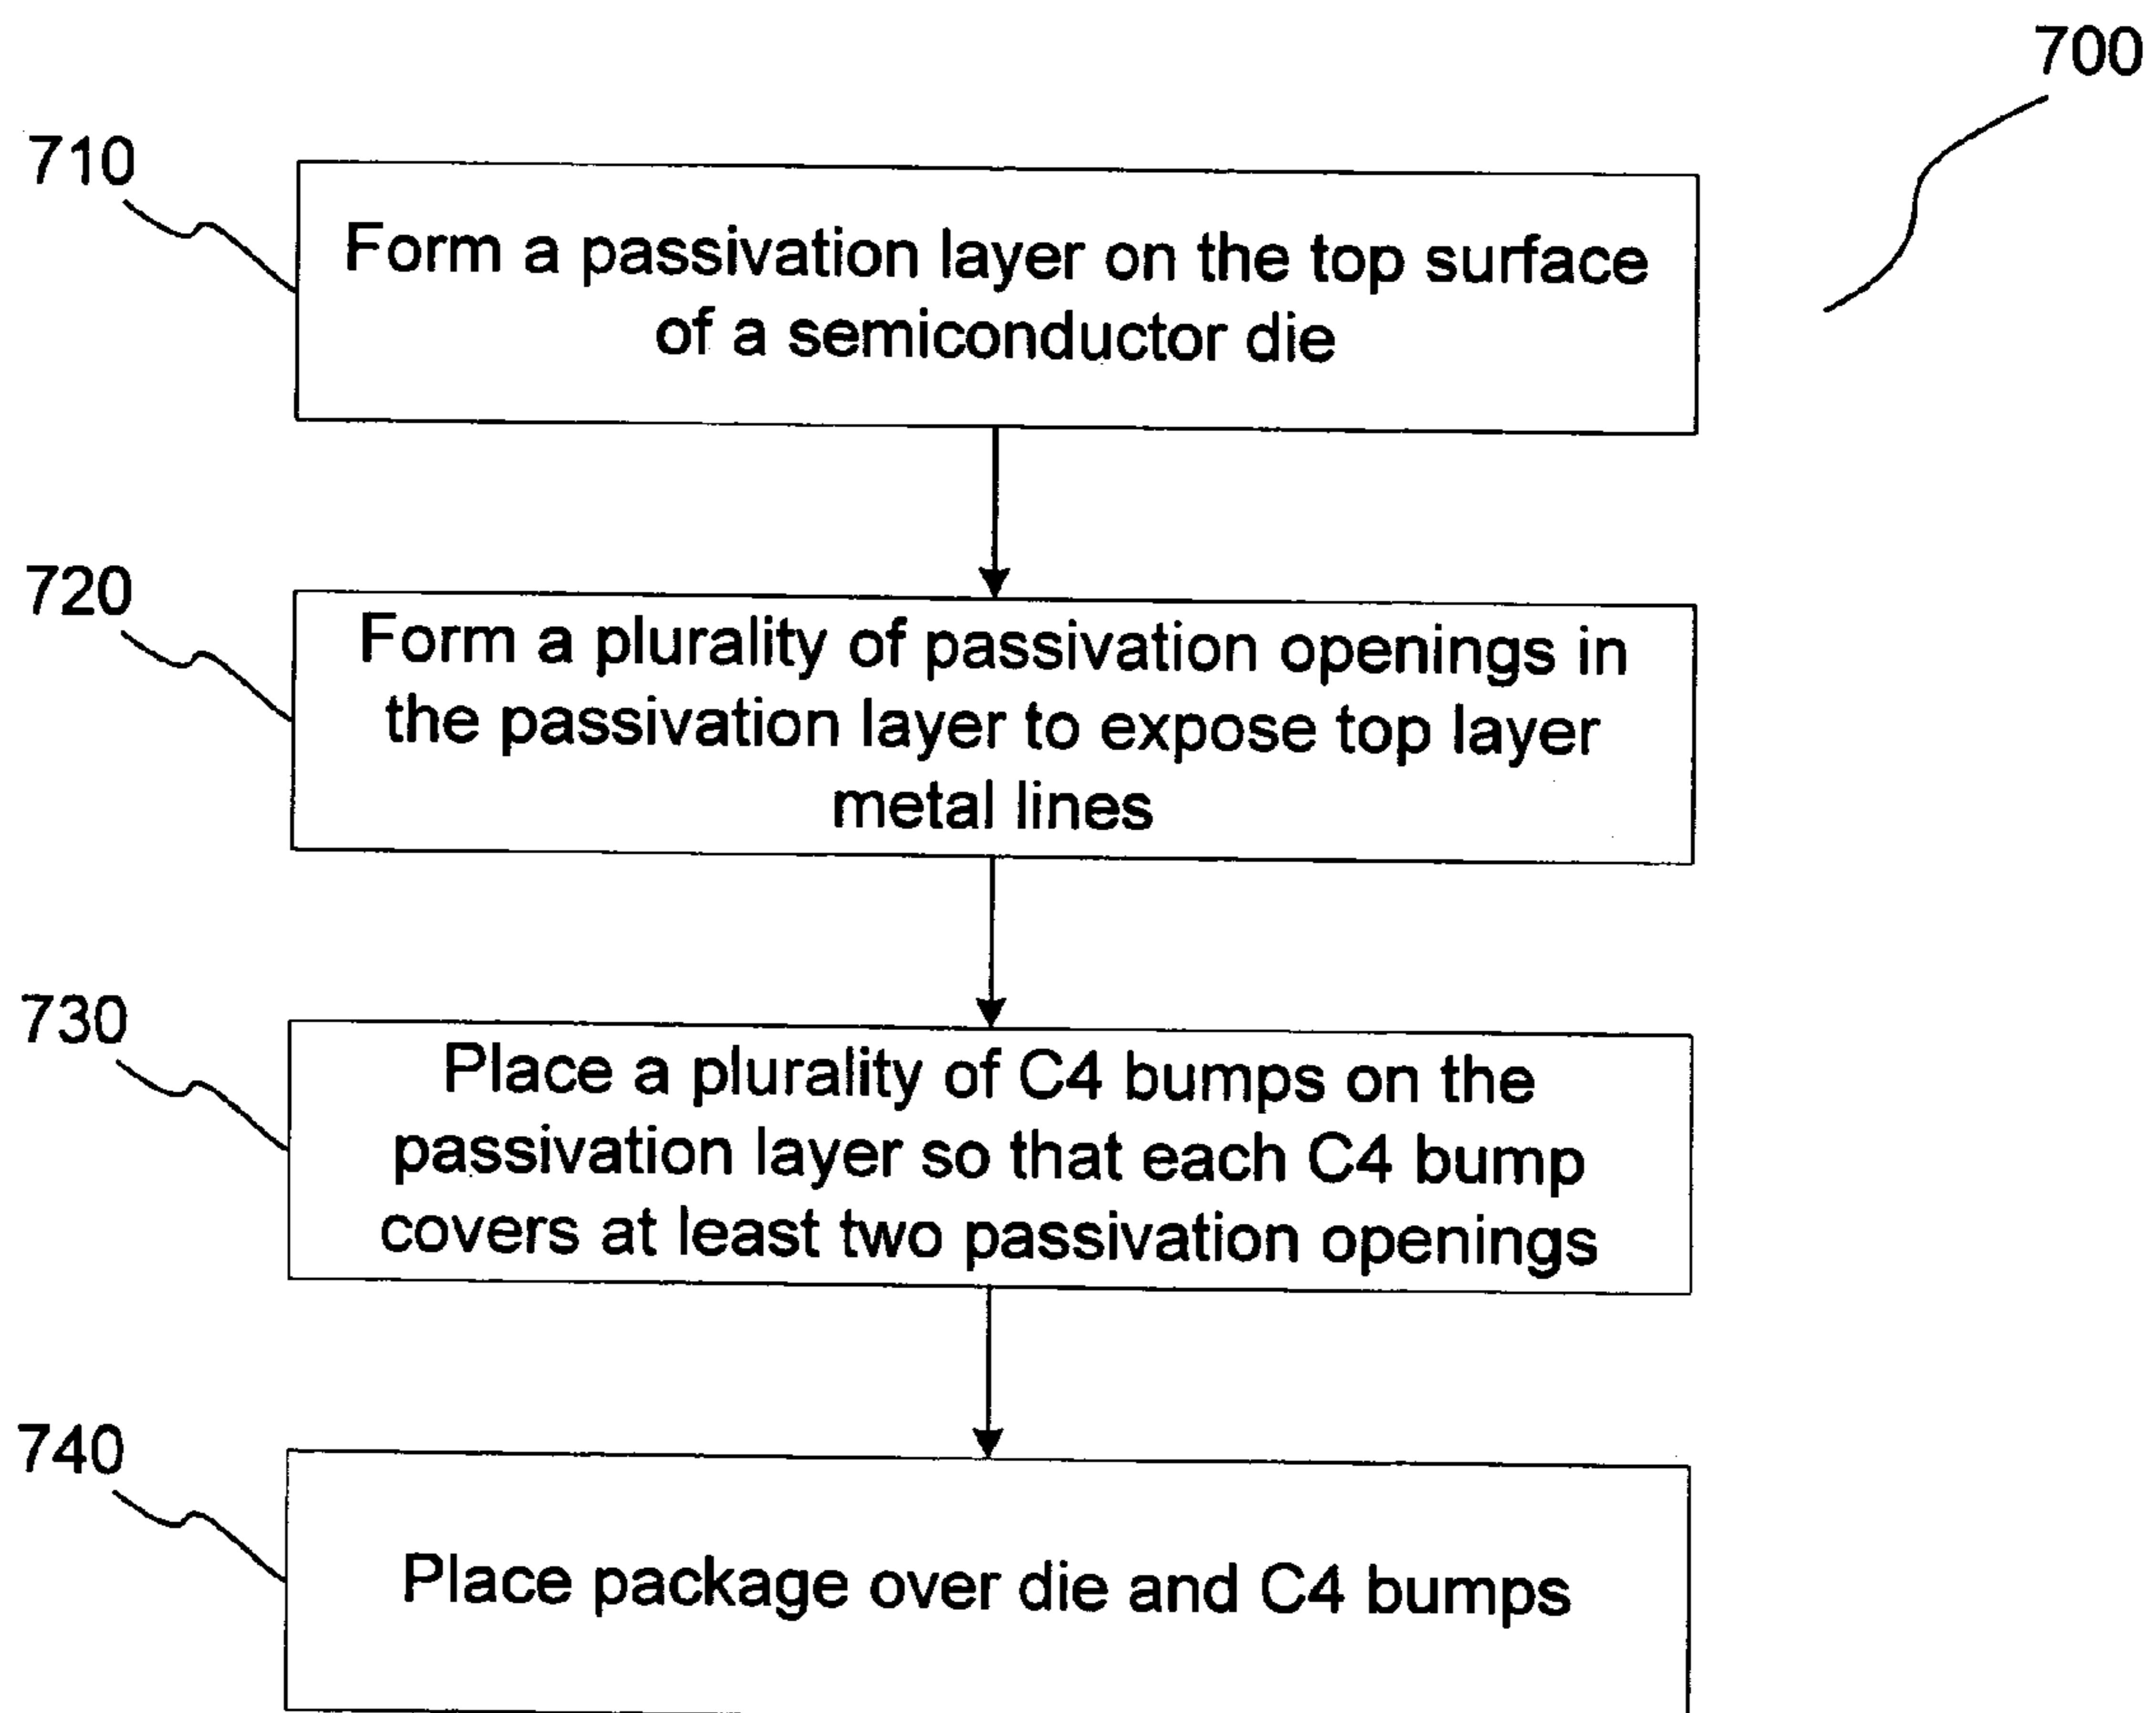 700
710
Form a passivation layer on the top surface
of a semiconductor die
720
Form a plurality of passivation openings in
the passivation layer to expose top layer
metal lines
730
Place a plurality of C4 bumps on the
passivation layer so that each C4 bump
covers at least two passivation openings
740
Place package over die and C4 bumps